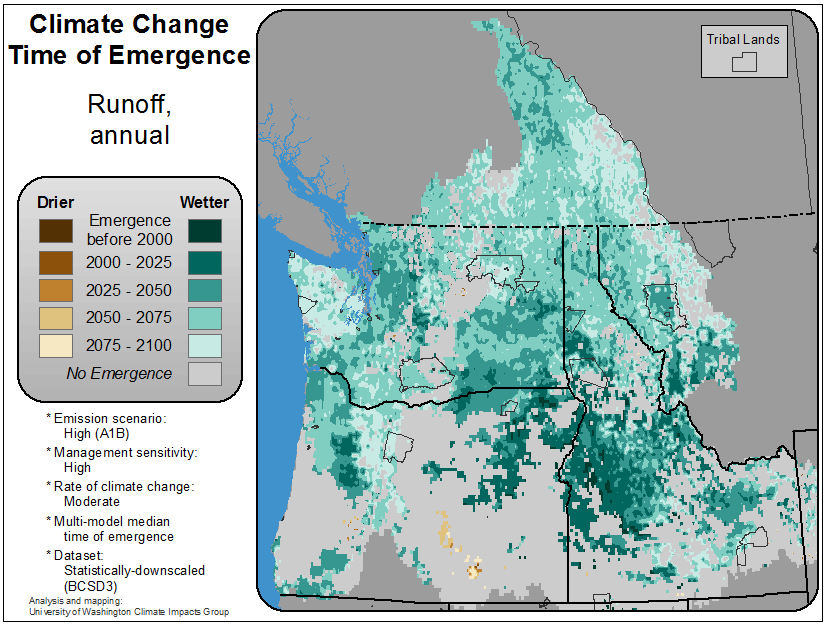 Climate Change
Time of Emergence
Runoff,
annual
Drier
Wetter
Emergence
before 2000
2000 - 2025
2025 - 2050
2050 - 2075
2075 - 2100
No Emergence
* Emission scenario:
High (A1B)
* Management sensitivity:
High
* Rate of climate change:
Moderate
* Multi-model median
time of emergence
* Dataset:
Statistically-downscaled
(BCSD3)
Analysis and mapping:
University of Washington Climate Impacts Group
Tribal Lands